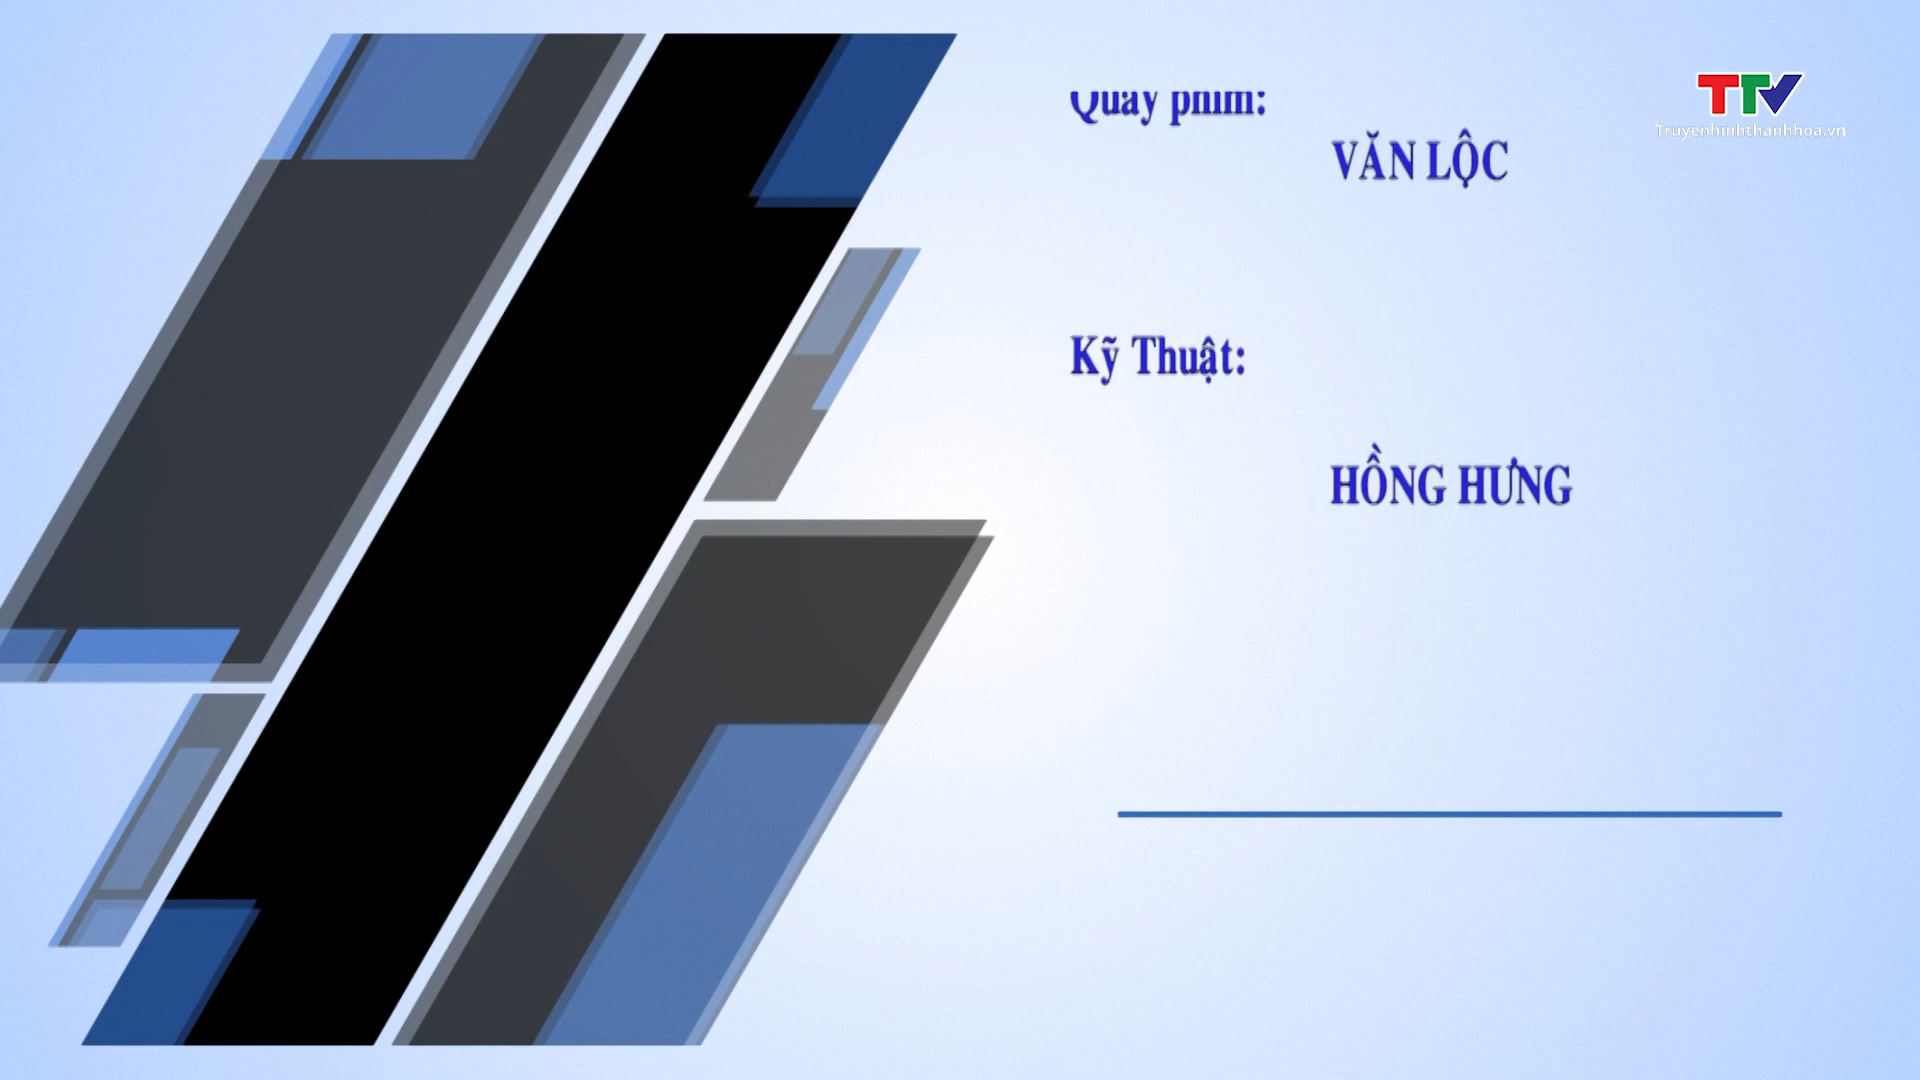 Quay phim:
VĂN LỘC
Kỹ Thuật:
HỒNG HƯNG
TTV
Truyenhinhthanhhoa.vn